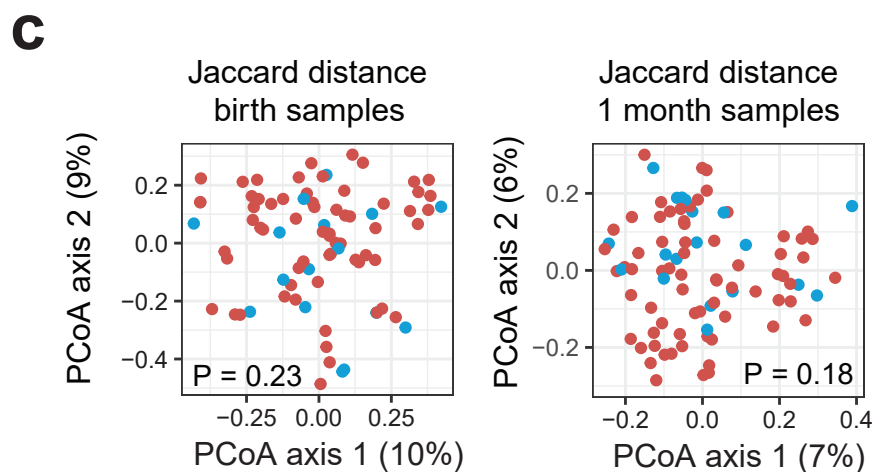 c
Jaccard distance
birth samples
PCoA axis 2 (9%)
0.2
0.0
−0.2
−0.4
P = 0.23
−0.25 0.00 0.25
PCoA axis 1 (10%)
Jaccard distance
1 month samples
PCoA axis 2 (6%)
0.2
0.0
−0.2
P = 0.18
−0.2 0.0 0.2 0.4
PCoA axis 1 (7%)